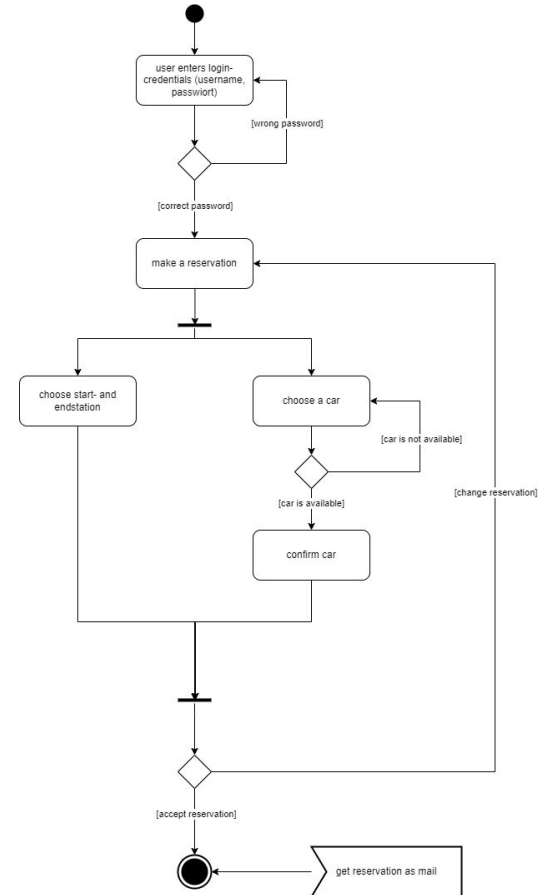 user enters login-
credentials (username,
passwiort)
[wrong password]
[correct password]
make a reservation
choose start- and
endstation
choose a car
[car is not available]
[change reservation]
[car is available]
confirm car
[accept reservation]
get reservation as mail